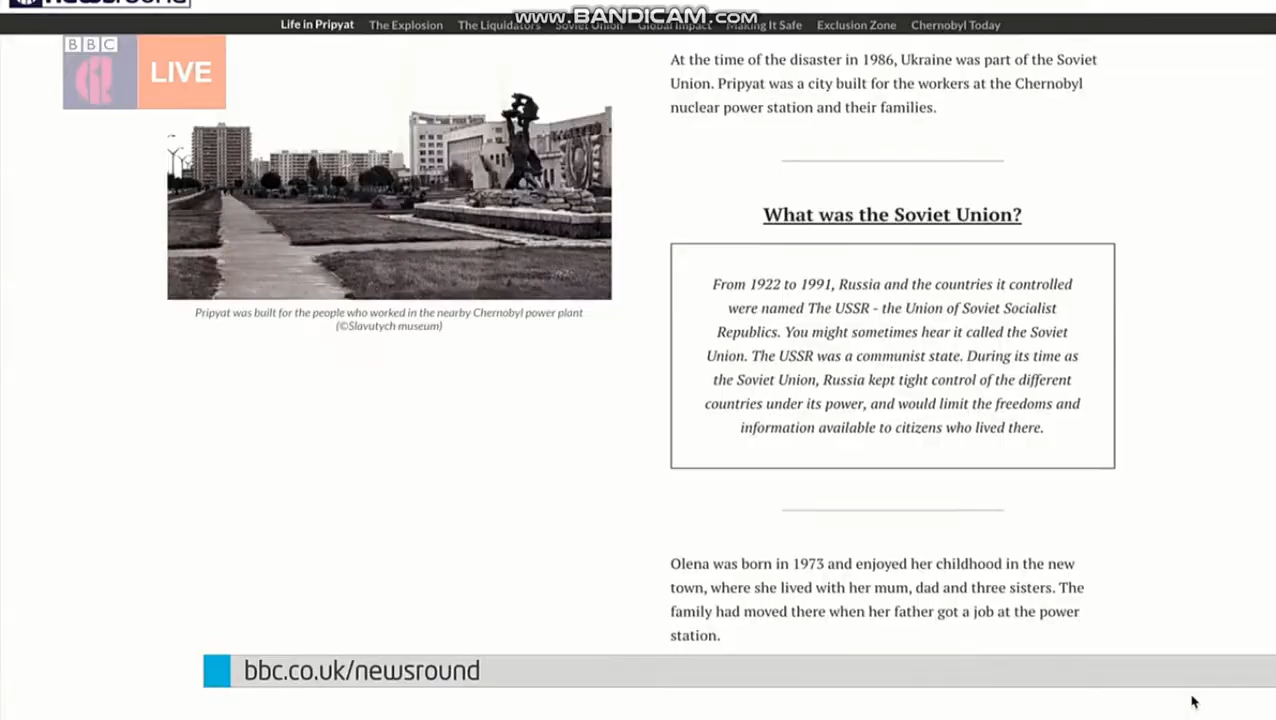 newsround
www.BANDICAM.com
Life in Pripyat The Explosion The Liquidators Soviet Union Global Impact Making It Safe Exclusion Zone Chernobyl Today
BBC
LIVE
At the time of the disaster in 1986, Ukraine was part of the Soviet
Union. Pripyat was a city built for the workers at the Chernobyl
nuclear power station and their families.
What was the Soviet Union?
From 1922 to 1991, Russia and the countries it controlled
were named The USSR - the Union of Soviet Socialist
Republics. You might sometimes hear it called the Soviet
Union. The USSR was a communist state. During its time as
the Soviet Union, Russia kept tight control of the different
countries under its power, and would limit the freedoms and
information available to citizens who lived there.
Pripyat was built for the people who worked in the nearby Chernobyl power plant
(©Slavutych museum)
Olena was born in 1973 and enjoyed her childhood in the new
town, where she lived with her mum, dad and three sisters. The
family had moved there when her father got a job at the power
station.
bbc.co.uk/newsround